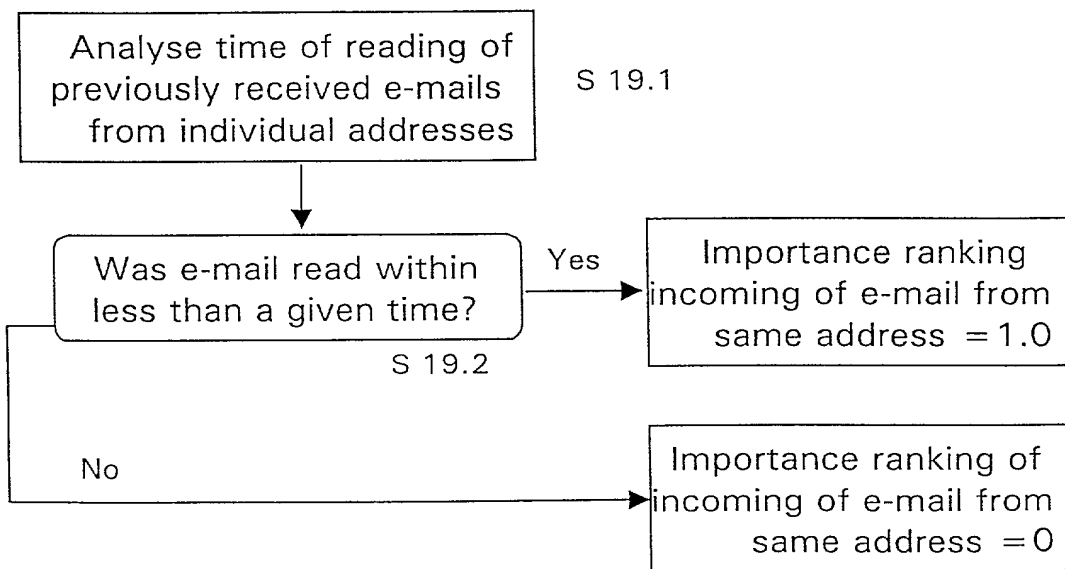 Analyse time of reading of
previously received e-mails
from individual addresses
S 19.1
Was e-mail read within
less than a given time?
S 19.2
Yes
Importance ranking
incoming of e-mail from
same address = 1.0
No
Importance ranking of
incoming of e-mail from
same address = 0